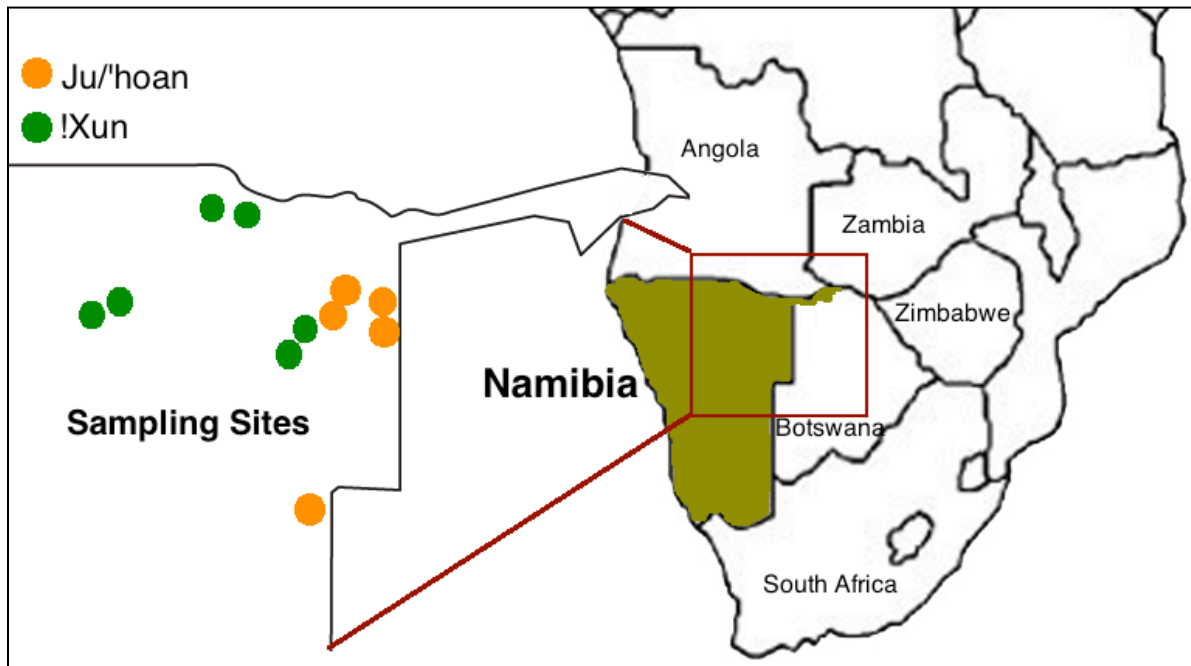 Ju/'hoan
!Xun
Angola
Zambia
Zimbabwe
Namibia
Sampling Sites
Botswana
South Africa